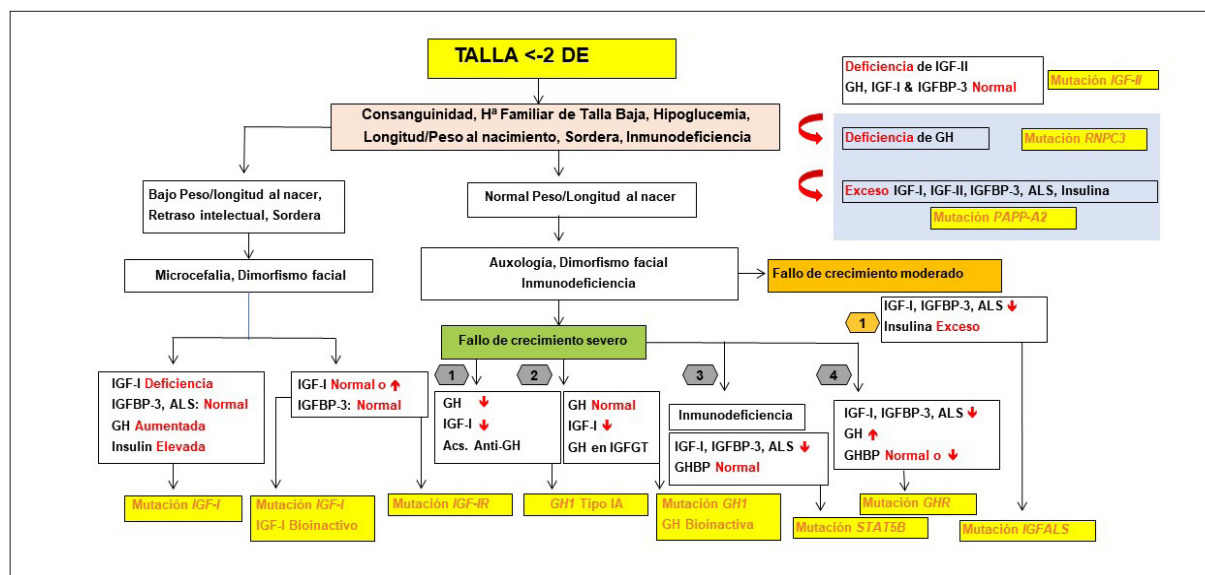 TALLA <-2 DE
Consanguinidad, Hª Familiar de Talla Baja, Hipoglucemia,
Longitud/Peso al nacimiento, Sordera, Inmunodeficiencia
Deficiencia de IGF-II
GH, IGF-I & IGFBP-3 Normal
Mutación IGF-II
Deficiencia de GH
Mutación RNPC3
Exceso IGF-I, IGF-II, IGFBP-3, ALS, Insulina
Mutación PAPP-A2
Bajo Peso/longitud al nacer,
Retraso intelectual, Sordera
Normal Peso/Longitud al nacer
Microcefalia, Dimorfismo facial
Auxología, Dimorfismo facial
Inmunodeficiencia
Fallo de crecimiento moderado
1
IGF-I, IGFBP-3, ALS ↓
Insulina Exceso
Fallo de crecimiento severo
1
2
3
4
IGF-I Deficiencia
IGFBP-3, ALS: Normal
GH Aumentada
Insulin Elevada
IGF-I Normal o ↑
IGFBP-3: Normal
GH ↓
IGF-I ↓
Acs. Anti-GH
GH Normal
IGF-I ↓
GH en IGFGT
Inmunodeficiencia
IGF-I, IGFBP-3, ALS ↓
GHBP Normal
IGF-I, IGFBP-3, ALS ↓
GH ↑
GHBP Normal o ↓
Mutación IGF-I
Mutación IGF-I
IGF-I Bioinactivo
Mutación IGF-IR
GH1 Tipo IA
Mutación GH1
GH Bioinactiva
Mutación STAT5B
Mutación GHR
Mutación IGFALS